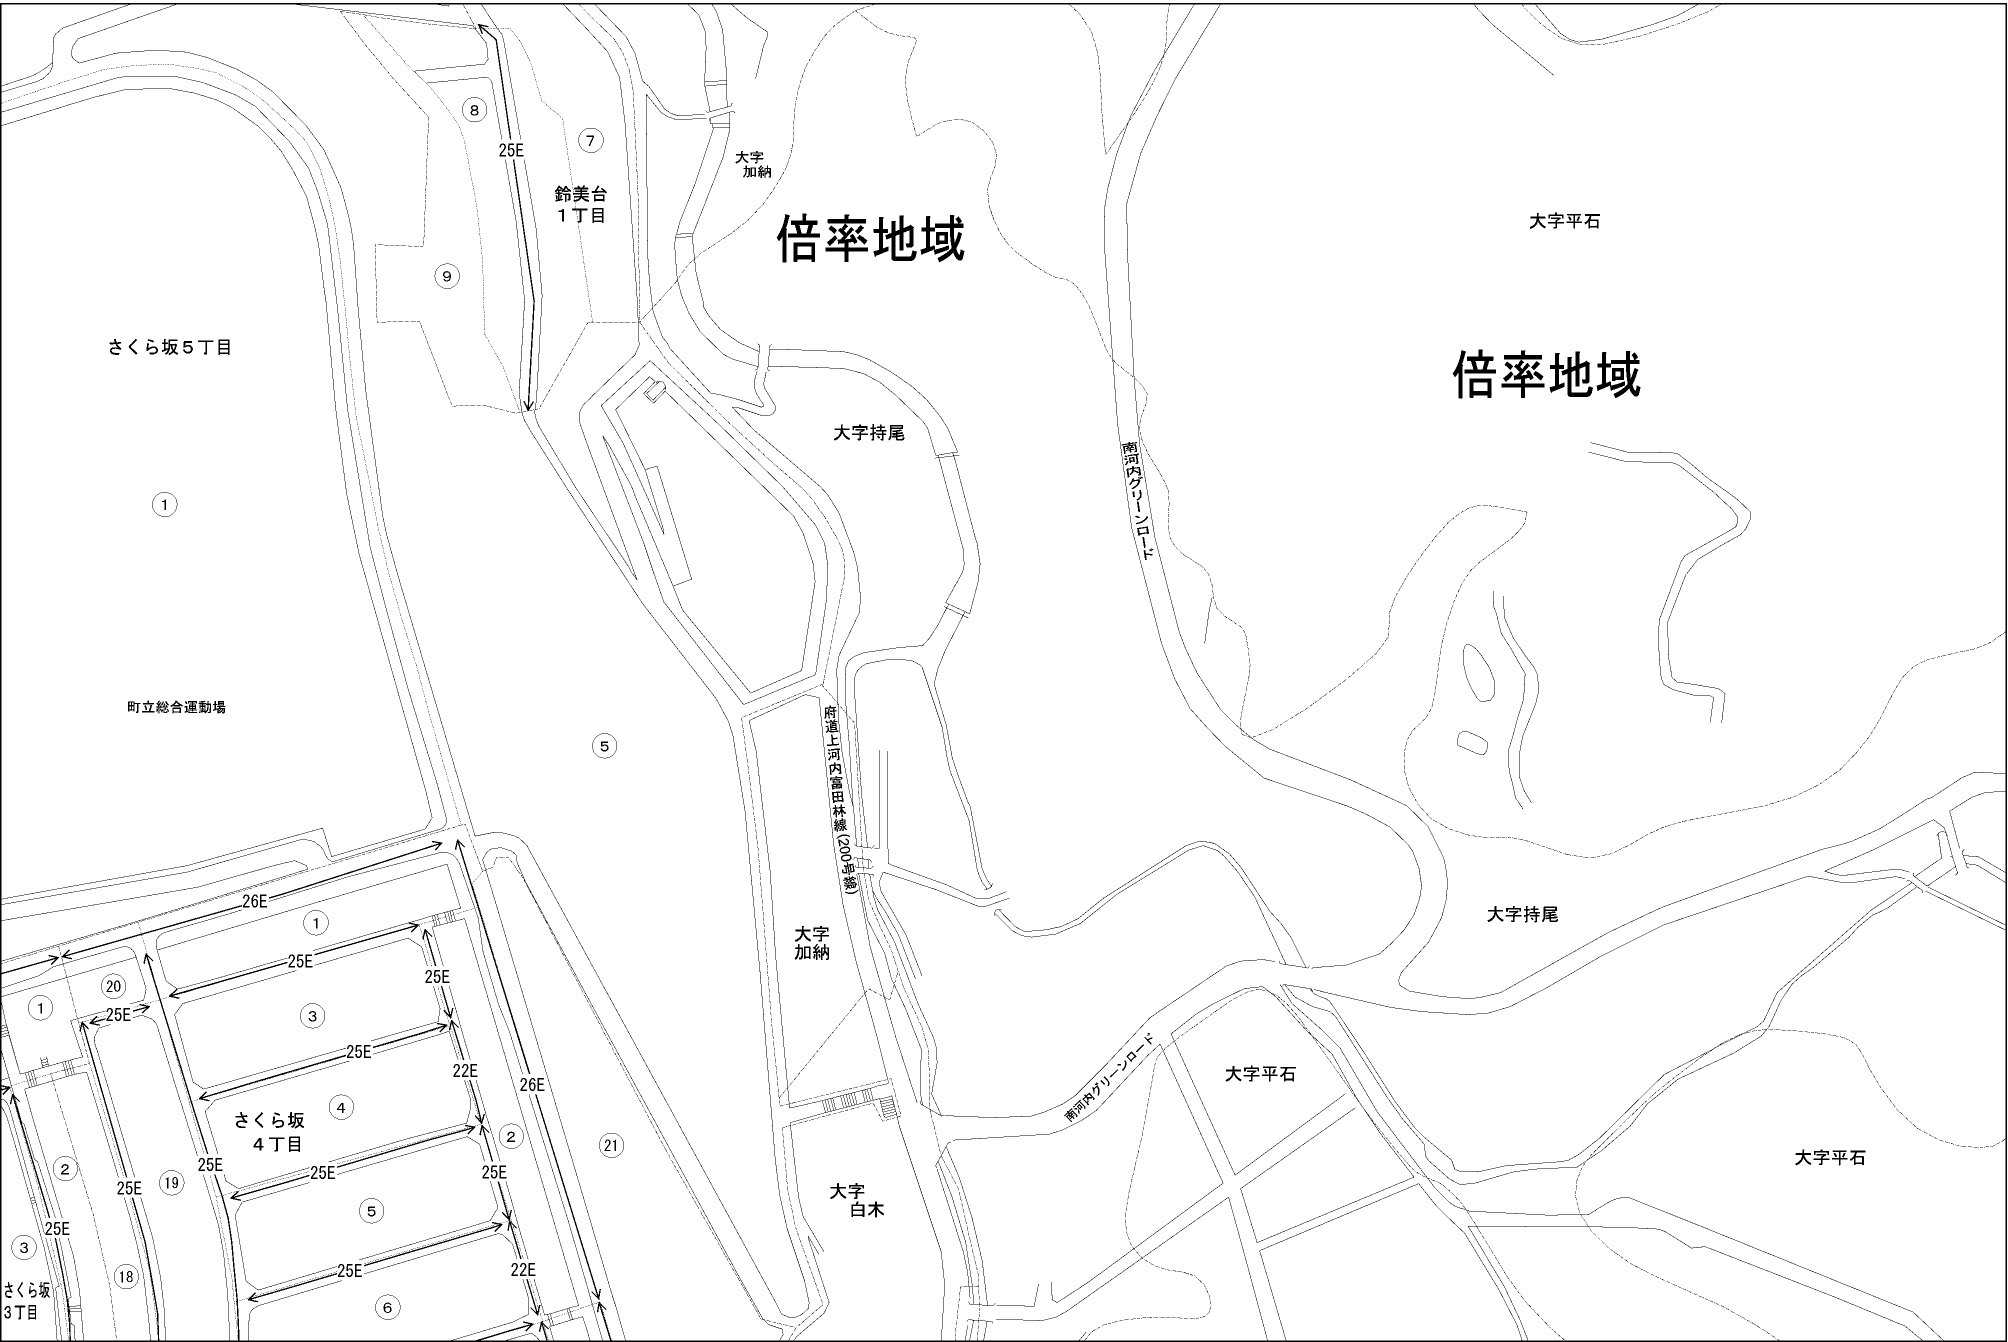 ⑧
⑦
25E
大字
加納
鈴美台
１丁目
倍率地域
大字平石
⑨
さくら坂５丁目
倍率地域
大字持尾
南河内グリーンロード
①
町立総合運動場
⑤
府道上河内富田林線(200号線)
26E
①
大字持尾
大字
加納
25E
25E
⑳
①
25E
③
25E
南河内グリーンロード
22E
大字平石
26E
④
さくら坂
４丁目
②
㉑
大字平石
25E
25E
25E
②
⑲
25E
大字
白木
⑤
25E
③
25E
22E
⑱
さくら坂
３丁目
⑥